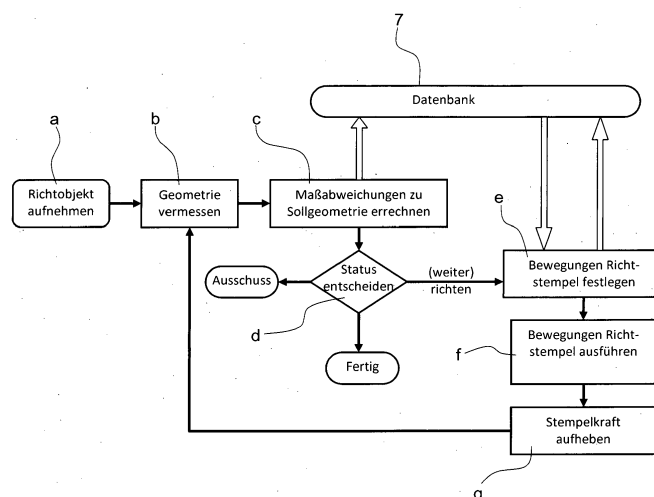 7
Datenbank
a
b
c
Richtobjekt
aufnehmen
Geometrie
vermessen
Maßabweichungen zu
Sollgeometrie errechnen
e
Ausschuss
Status
entscheiden
(weiter)
richten
Bewegungen Richt-
stempel festlegen
d
Bewegungen Richt-
stempel ausführen
f
Fertig
Stempelkraft
aufheben
g